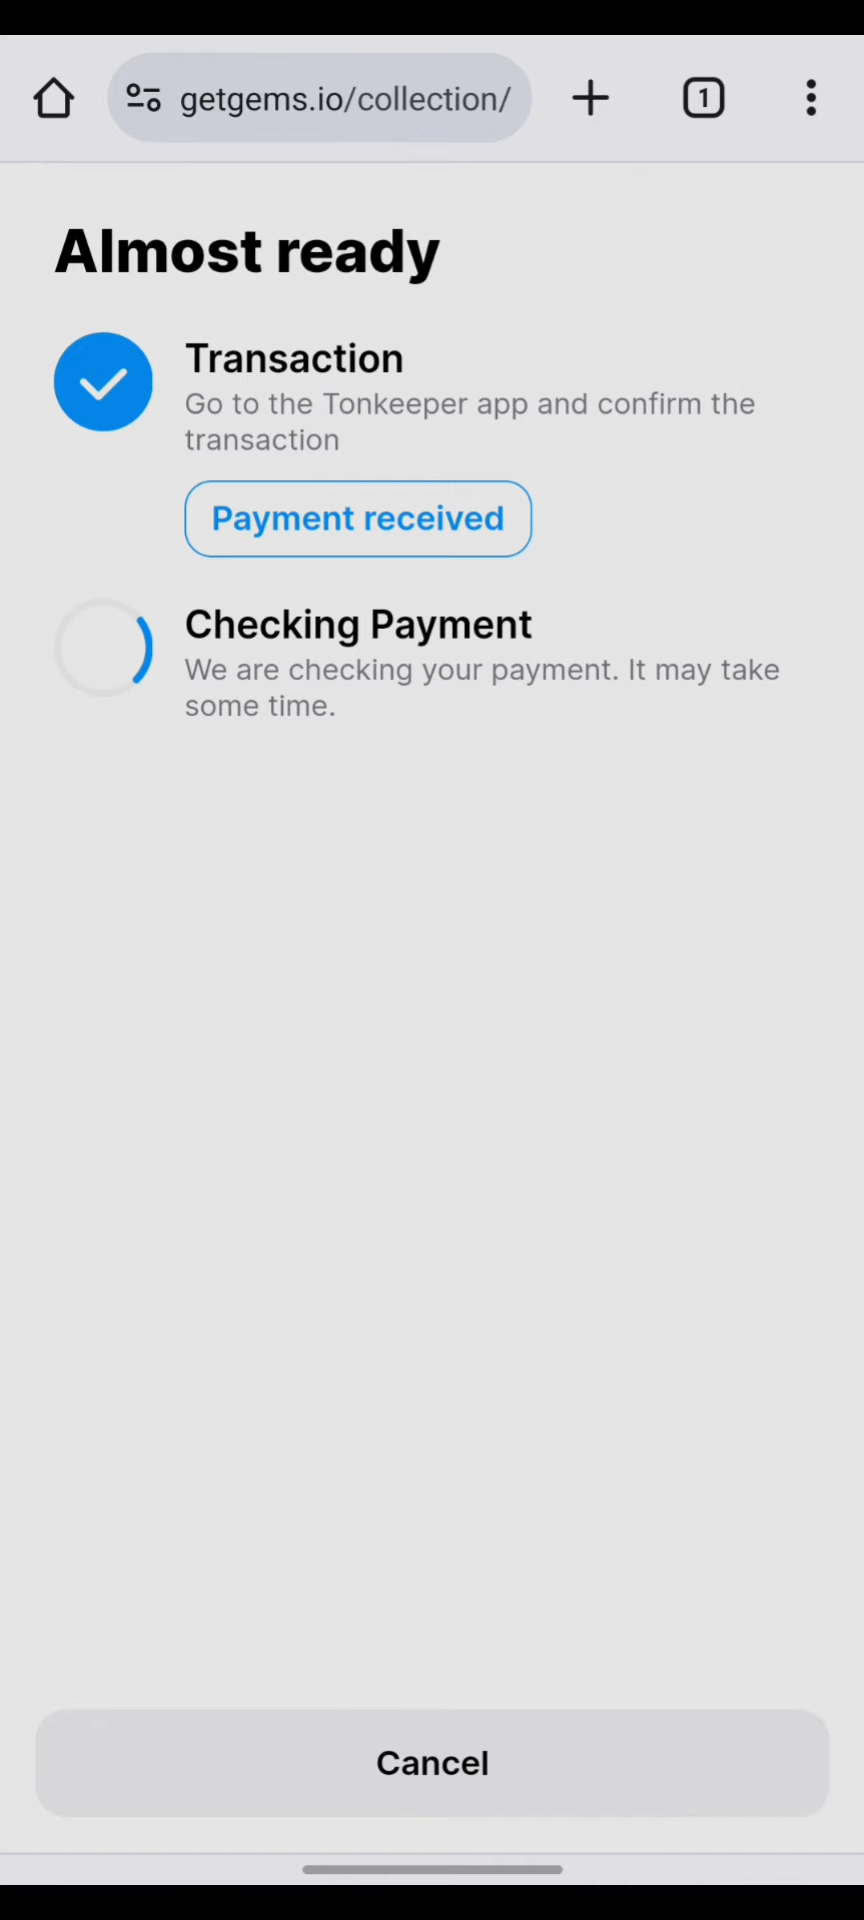 getgems.io/collection/
1
Almost ready
Transaction
Go to the Tonkeeper app and confirm the
transaction
Payment received
Checking Payment
We are checking your payment. It may take
some time.
Cancel